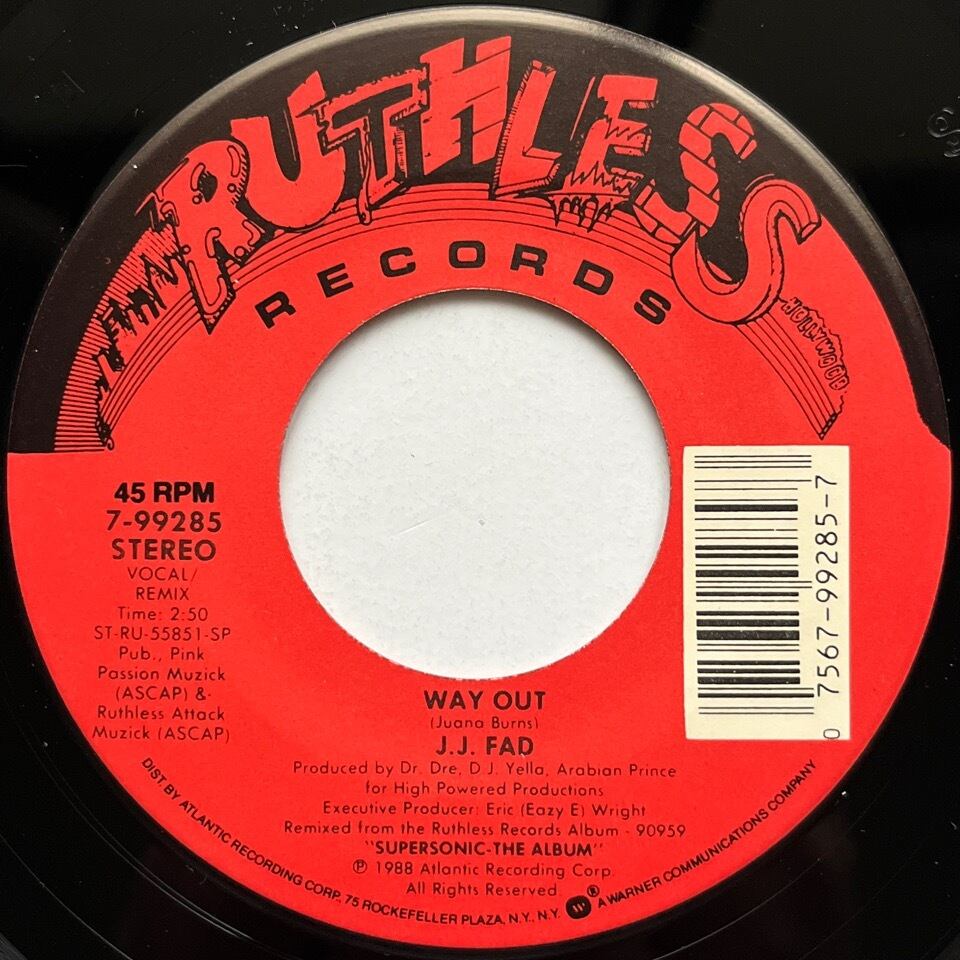 RUTHLESS
RECORDS
HOLLYWOOD
45 RPM
7-99285
STEREO
VOCAL/
REMIX
Time: 2:50
ST-RU-55851-SP
Pub., Pink
Passion Muzick
(ASCAP) &
Ruthless Attack
Muzick (ASCAP)
0 7567-99285-7
WAY OUT
(Juana Burns)
J.J. FAD
Produced by Dr. Dre, D.J. Yella, Arabian Prince
for High Powered Productions
Executive Producer: Eric (Eazy E) Wright
Remixed from the Ruthless Records Album - 90959
"SUPERSONIC-THE ALBUM"
℗ 1988 Atlantic Recording Corp.
All Rights Reserved
DIST. BY ATLANTIC RECORDING CORP., 75 ROCKEFELLER PLAZA, N.Y., N.Y. ® A WARNER COMMUNICATIONS COMPANY